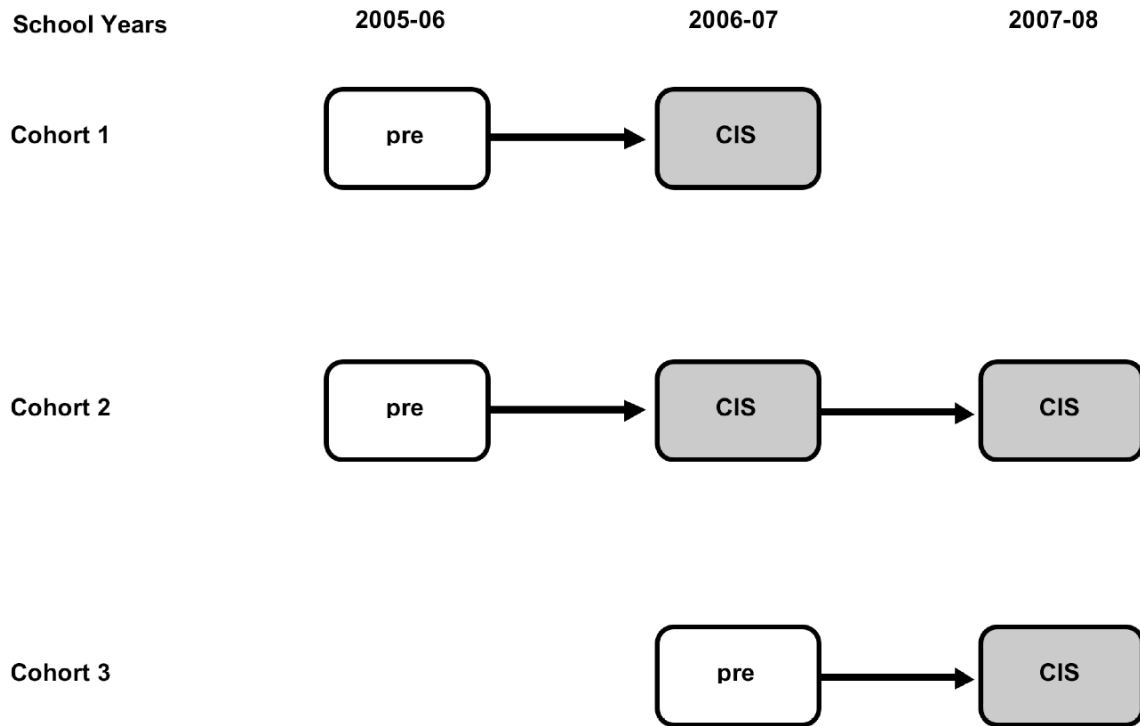 School Years 2005-06 2006-07 2007-08
Cohort 1 pre CIS
Cohort 2 pre CIS CIS
Cohort 3 pre CIS